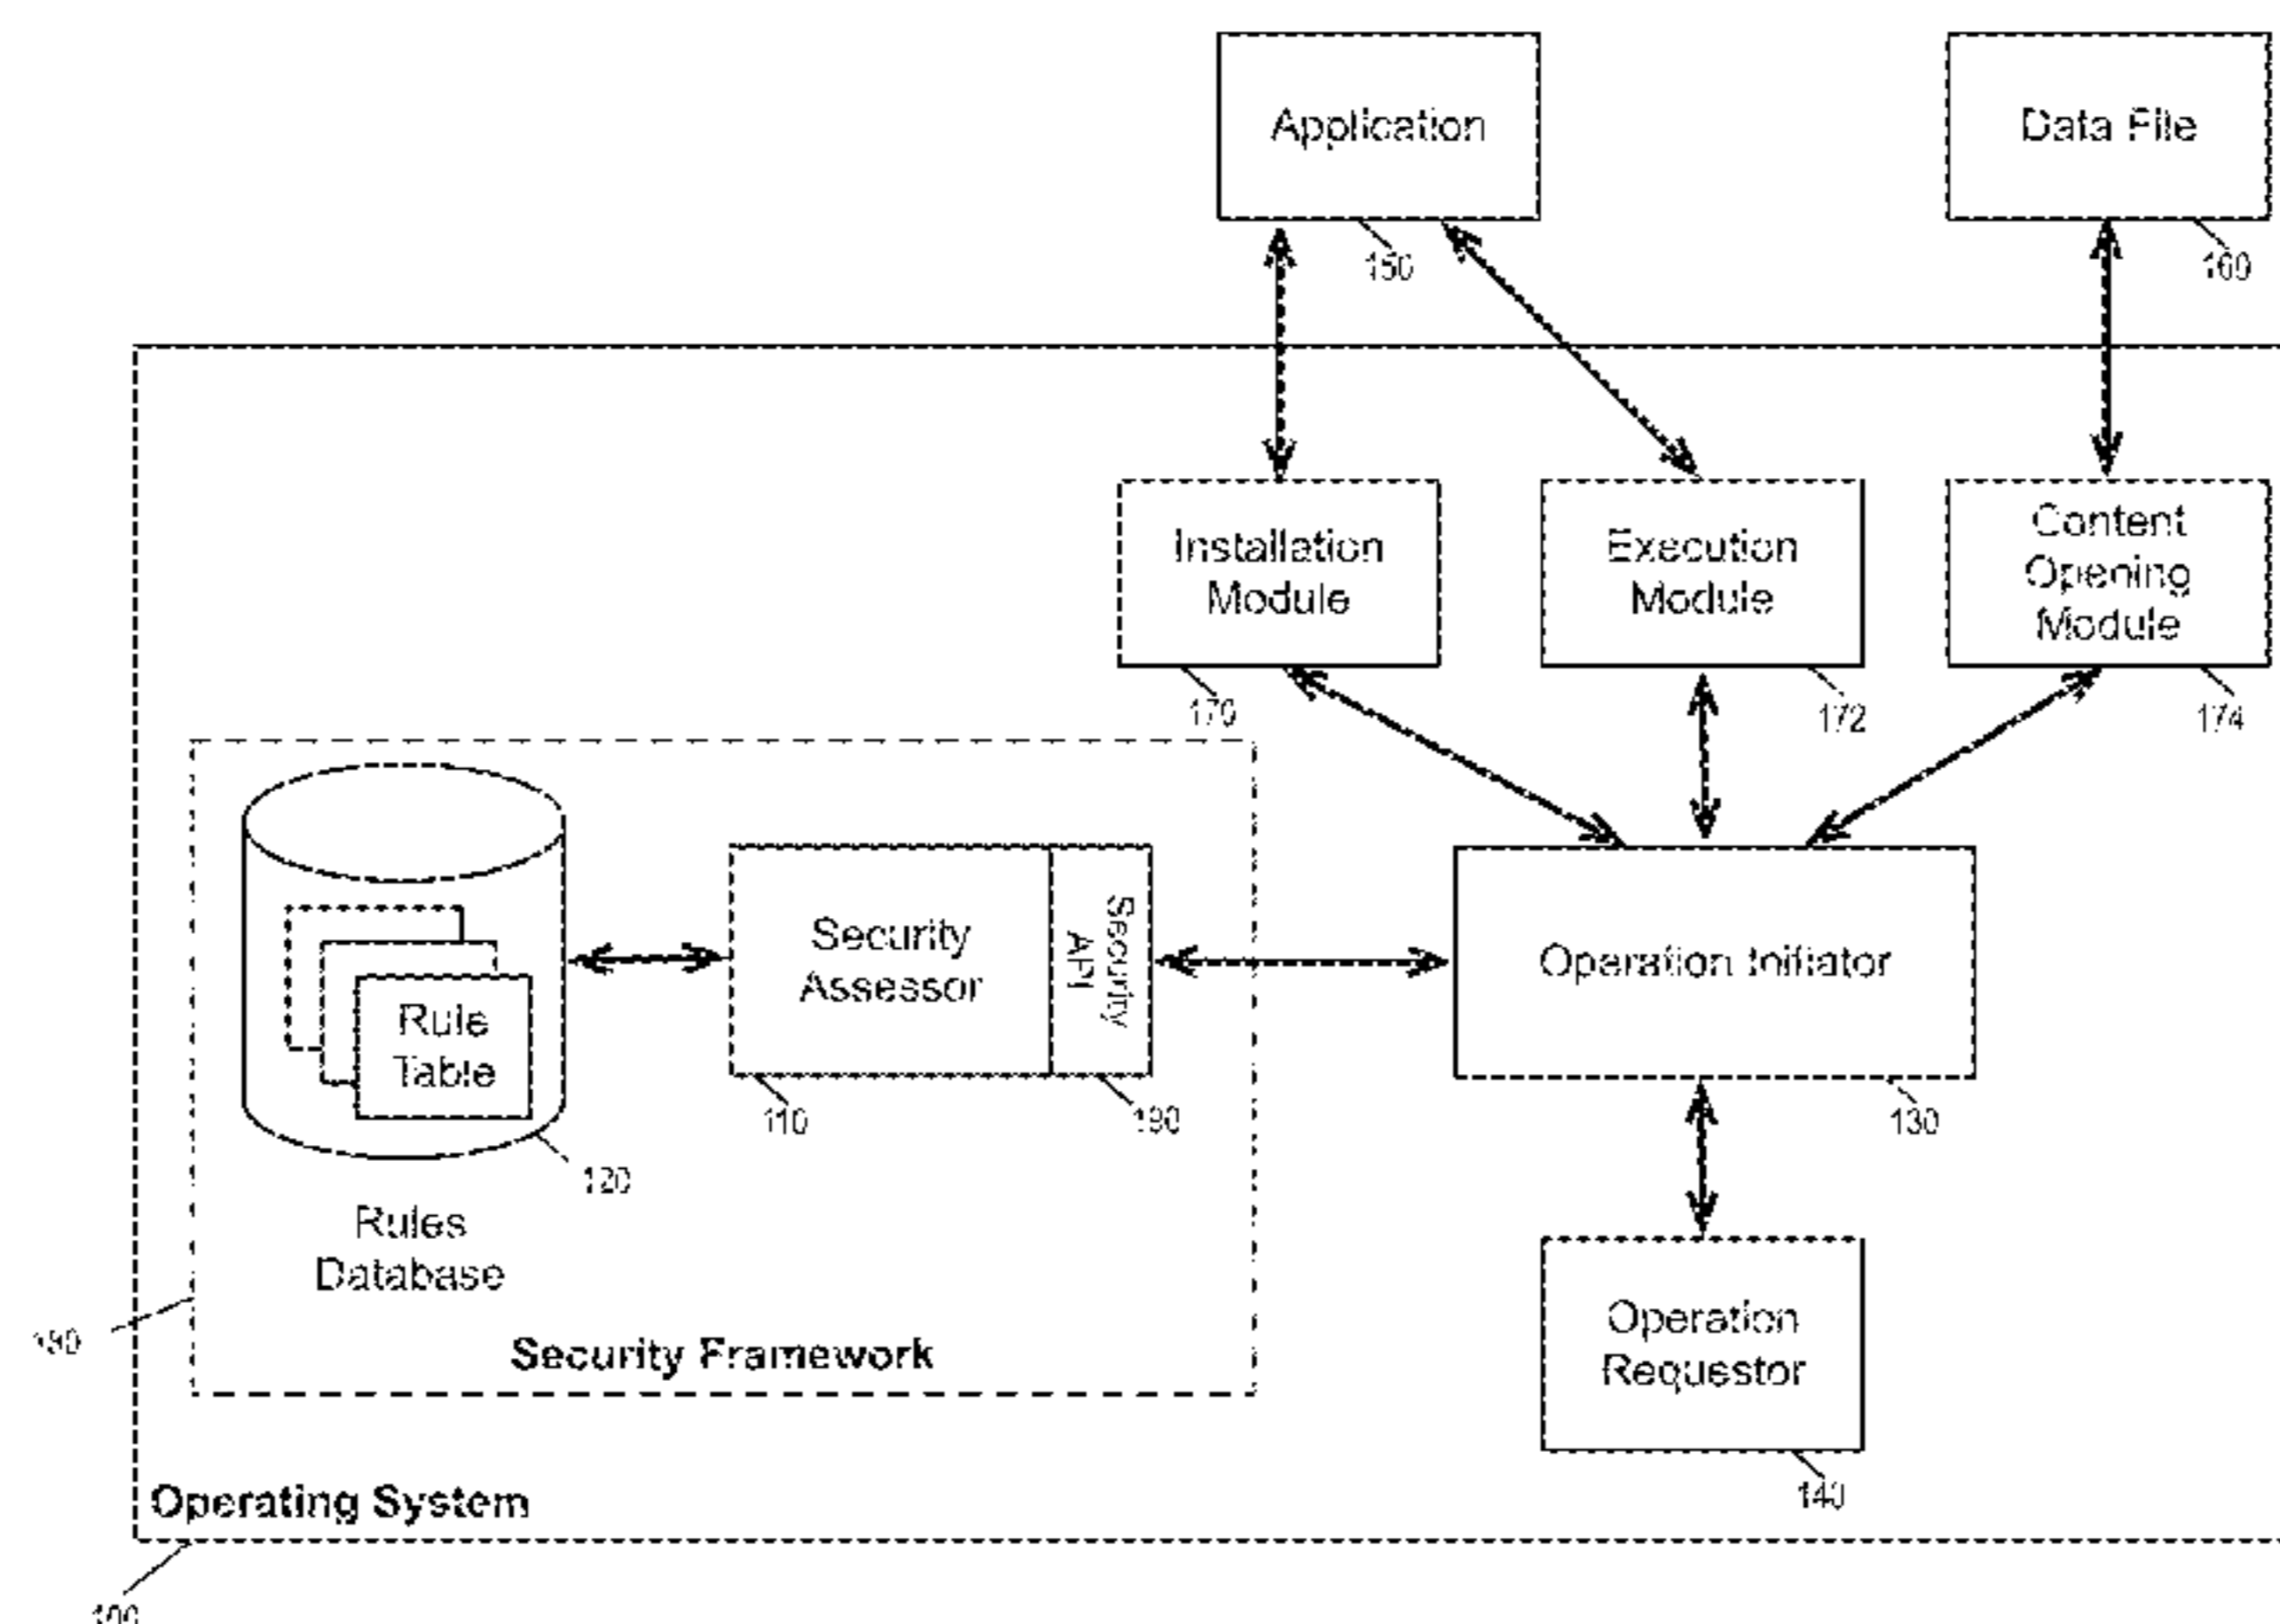 Application
Data File
150
160
Installation
Module
Execution
Module
Content
Opening
Module
170
172
174
Security
Assessor
Security
API
Operation Initiator
Rule
Table
110
190
130
120
Rules
Database
Operation
Requestor
Security Framework
140
Operating System
100